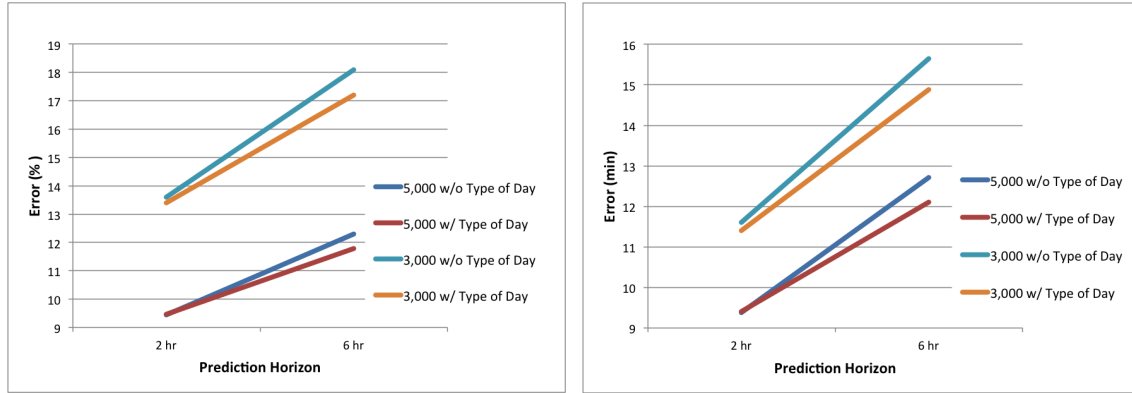 19
18
17
16
15
14
13
12
11
10
9
Error (% )
2 hr
6 hr
Prediction Horizon
5,000 w/o Type of Day
5,000 w/ Type of Day
3,000 w/o Type of Day
3,000 w/ Type of Day
16
15
14
13
12
11
10
9
Error (min)
2 hr
6 hr
Prediction Horizon
5,000 w/o Type of Day
5,000 w/ Type of Day
3,000 w/o Type of Day
3,000 w/ Type of Day